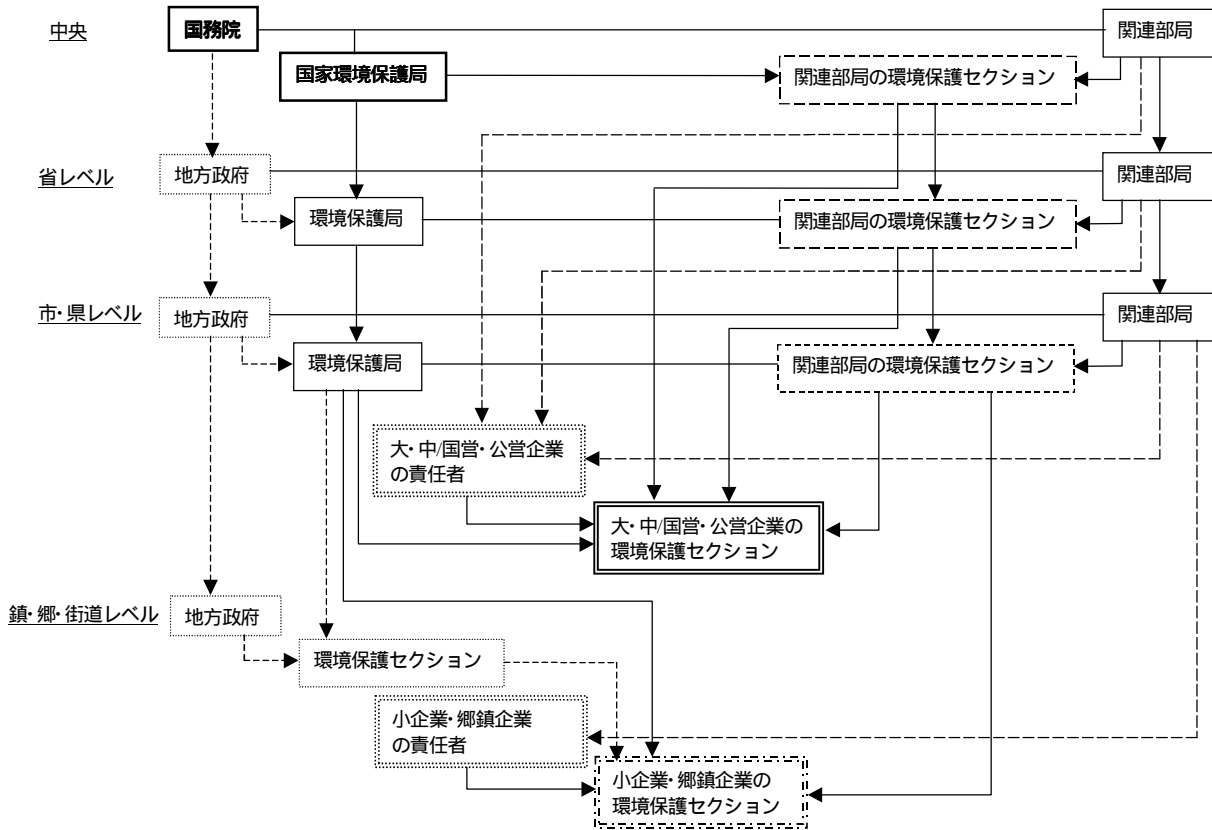 中央
国務院
関連部局
国家環境保護局
関連部局の環境保護セクション
省レベル
地方政府
関連部局
環境保護局
関連部局の環境保護セクション
市・県レベル
地方政府
関連部局
環境保護局
関連部局の環境保護セクション
大・中/国営・公営企業
の責任者
大・中/国営・公営企業の
環境保護セクション
鎮・郷・街道レベル
地方政府
環境保護セクション
小企業・郷鎮企業
の責任者
小企業・郷鎮企業の
環境保護セクション